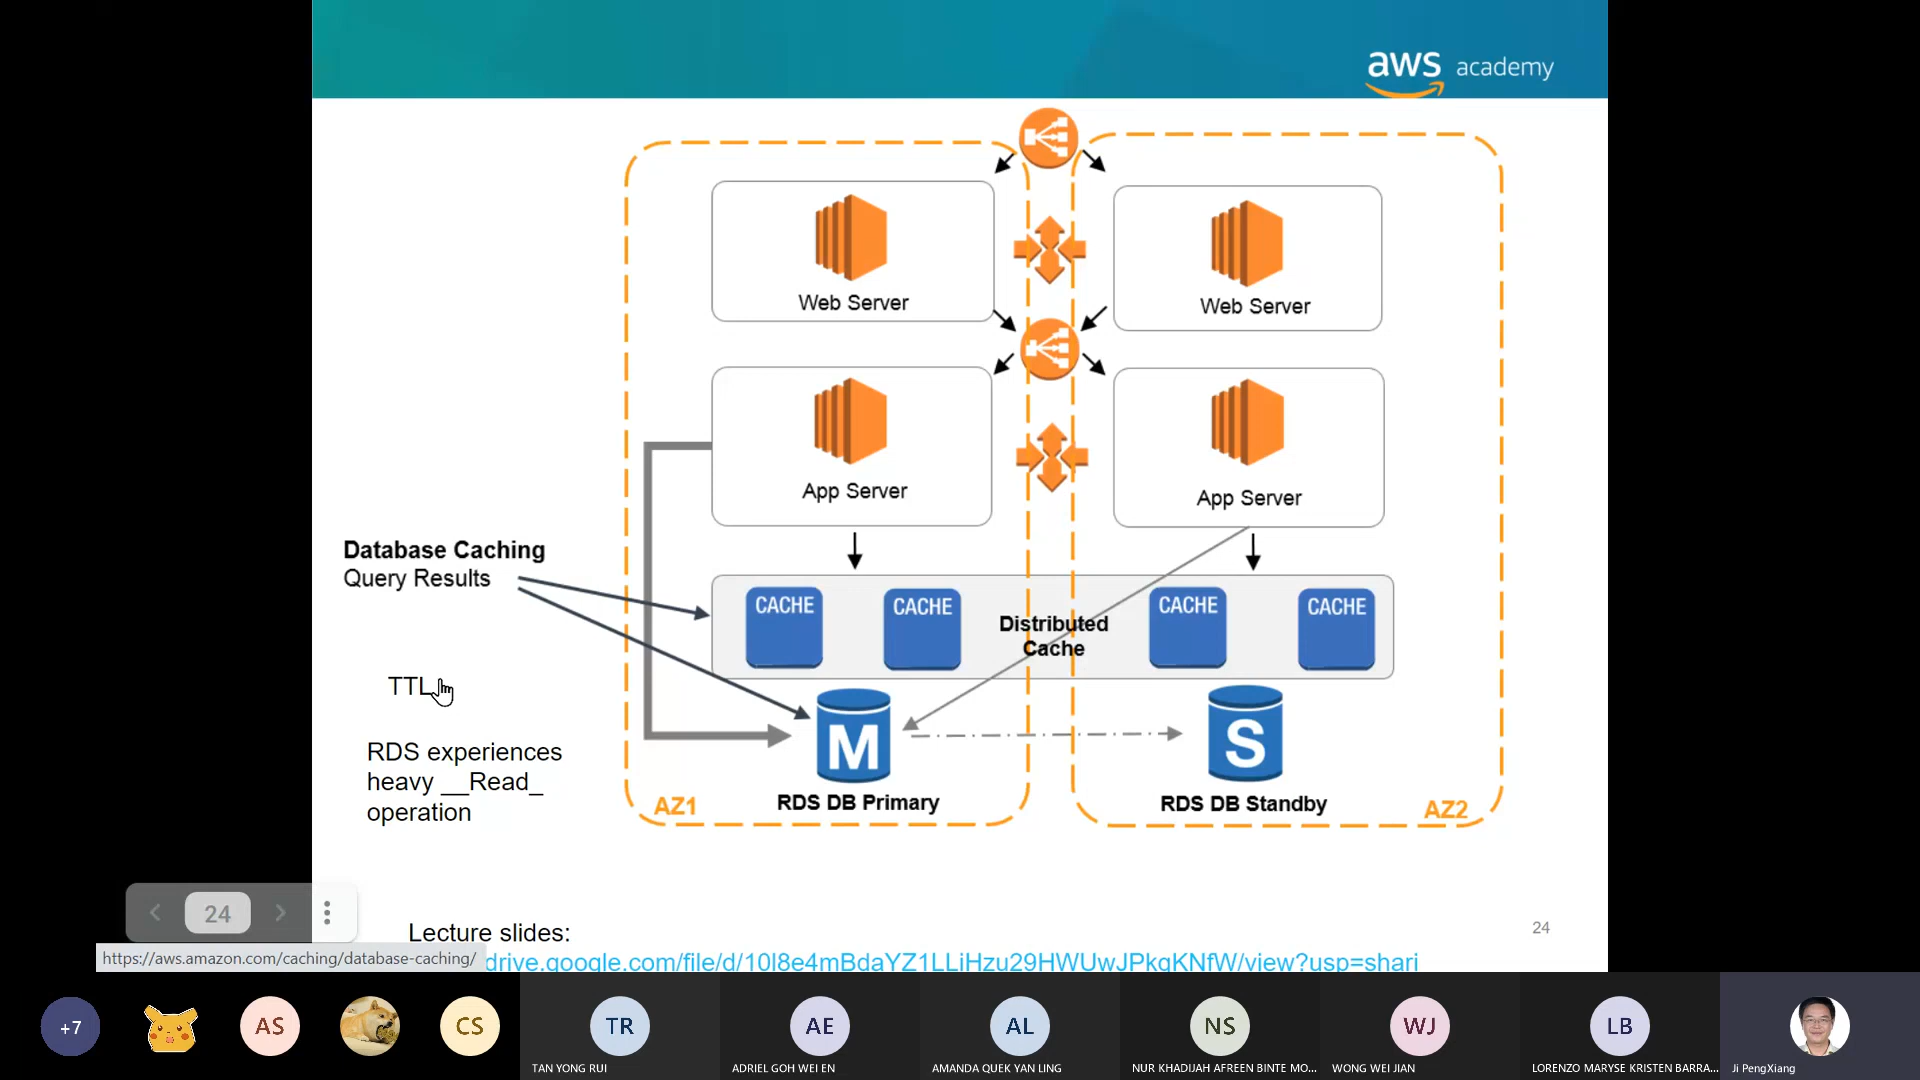 aws academy
Web Server
Web Server
App Server
App Server
Database Caching
Query Results
CACHE
CACHE
CACHE
CACHE
Distributed
Cache
TTL
M
S
RDS experiences
heavy __Read_
operation
RDS DB Primary
RDS DB Standby
AZ1
AZ2
24
24
Lecture slides:
https://aws.amazon.com/caching/database-caching/
drive.google.com/file/d/10l8e4mBdaYZ1LLiHzu29HWUwJPkqKNfW/view?usp=shari
+7
AS
CS
TR
AE
AL
NS
WJ
LB
TAN YONG RUI
ADRIEL GOH WEI EN
AMANDA QUEK YAN LING
NUR KHADIJAH AFREEN BINTE MO...
WONG WEI JIAN
LORENZO MARYSE KRISTEN BARRA...
Ji PengXiang